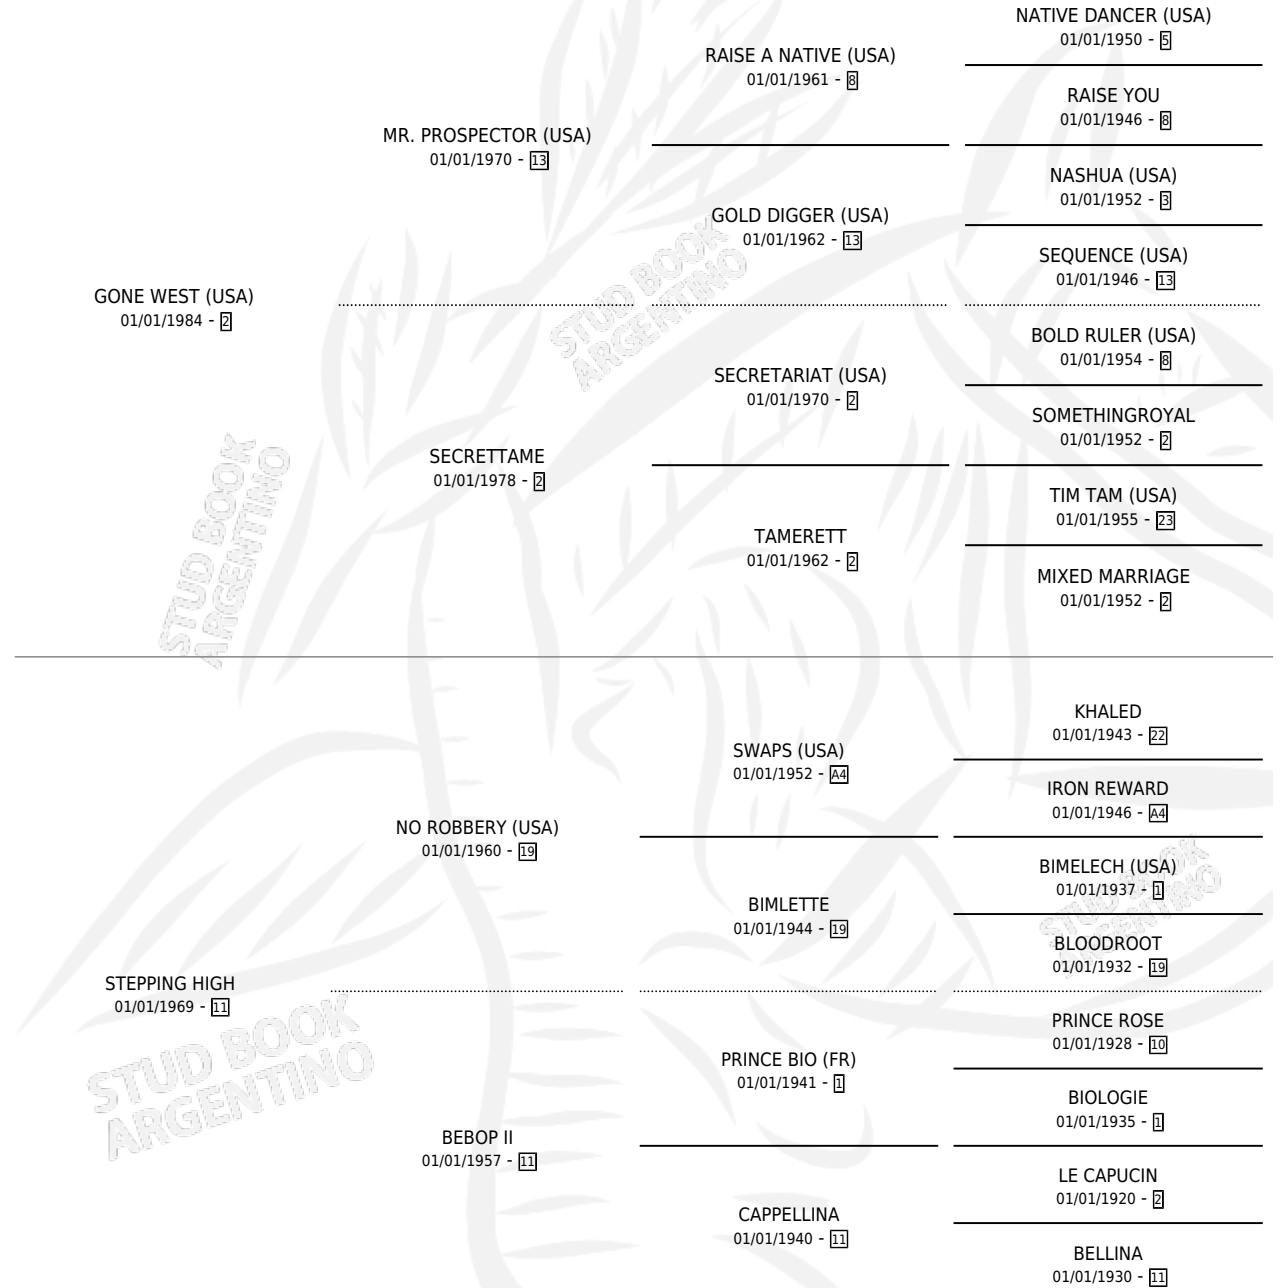 NATIVE DANCER (USA)
01/01/1950 - 5
RAISE A NATIVE (USA)
01/01/1961 - 8
RAISE YOU
01/01/1946 - 8
MR. PROSPECTOR (USA)
01/01/1970 - 13
NASHUA (USA)
01/01/1952 - 3
GOLD DIGGER (USA)
01/01/1962 - 13
SEQUENCE (USA)
01/01/1946 - 13
GONE WEST (USA)
01/01/1984 - 2
BOLD RULER (USA)
01/01/1954 - 8
SECRETARIAT (USA)
01/01/1970 - 2
SOMETHINGROYAL
01/01/1952 - 2
SECRETTAME
01/01/1978 - 2
TIM TAM (USA)
01/01/1955 - 23
TAMERETT
01/01/1962 - 2
MIXED MARRIAGE
01/01/1952 - 2
KHALED
01/01/1943 - 22
SWAPS (USA)
01/01/1952 - A4
IRON REWARD
01/01/1946 - A4
NO ROBBERY (USA)
01/01/1960 - 19
BIMELECH (USA)
01/01/1937 - 1
BIMLETTE
01/01/1944 - 19
BLOODROOT
01/01/1932 - 19
STEPPING HIGH
01/01/1969 - 11
PRINCE ROSE
01/01/1928 - 10
PRINCE BIO (FR)
01/01/1941 - 1
BIOLOGIE
01/01/1935 - 1
BEBOP II
01/01/1957 - 11
LE CAPUCIN
01/01/1920 - 2
CAPPELLINA
01/01/1940 - 11
BELLINA
01/01/1930 - 11
STUD BOOK
ARGENTINO
STUD BOOK
ARGENTINO
STUD BOOK
ARGENTINO
STUD BOOK
ARGENTINO